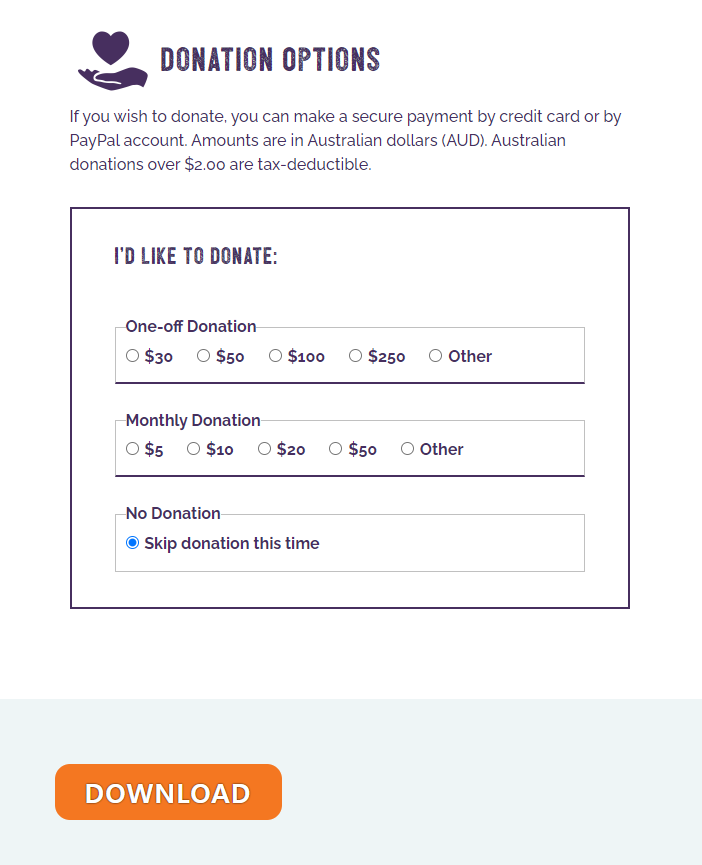 DONATION OPTIONS
If you wish to donate, you can make a secure payment by credit card or by
PayPal account. Amounts are in Australian dollars (AUD). Australian
donations over $2.00 are tax-deductible.
I'D LIKE TO DONATE:
One-off Donation
$30 $50 $100 $250 Other
Monthly Donation
$5 $10 $20 $50 Other
No Donation
Skip donation this time
DOWNLOAD